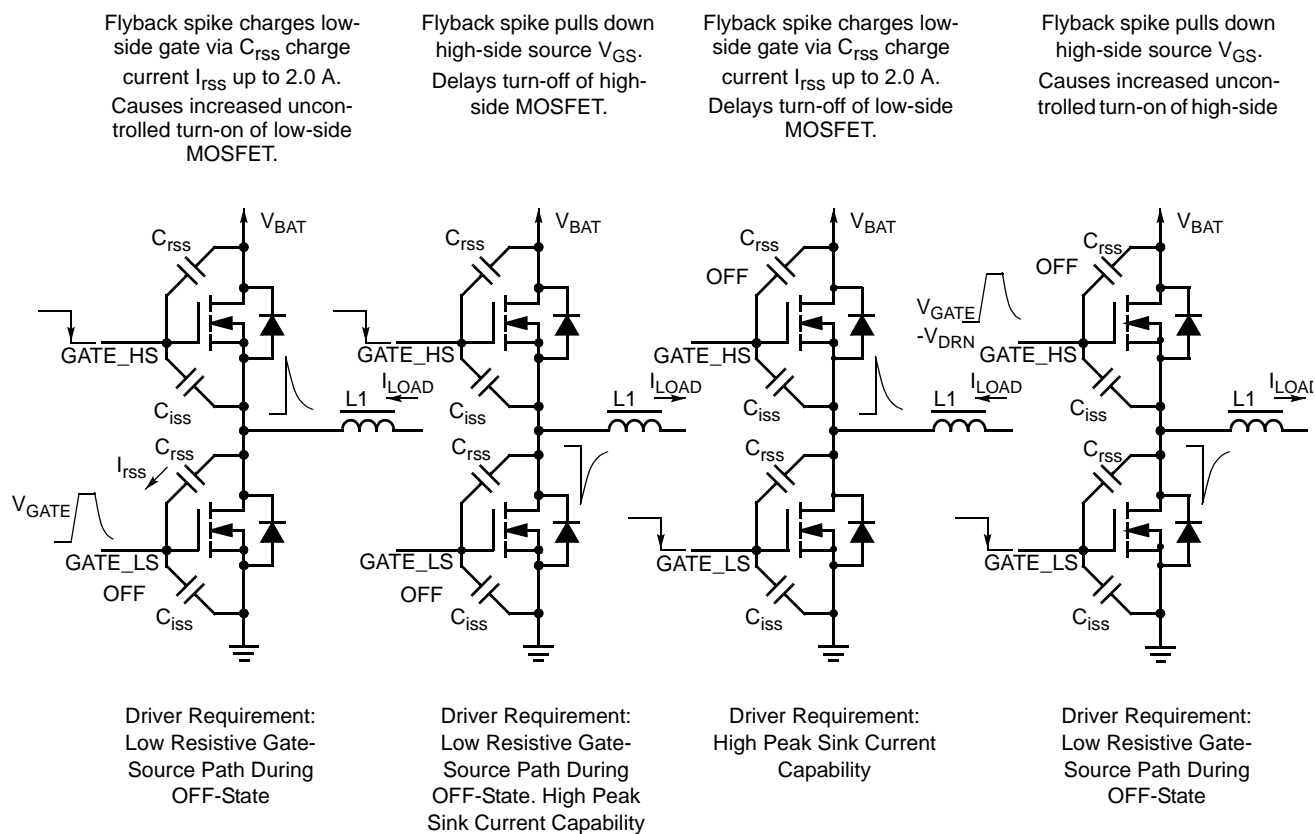 Flyback spike charges low-
side gate via Crss charge
current Irss up to 2.0 A.
Causes increased uncon-
trolled turn-on of low-side
MOSFET.
Flyback spike pulls down
high-side source VGS.
Delays turn-off of high-
side MOSFET.
Flyback spike charges low-
side gate via Crss charge
current Irss up to 2.0 A.
Delays turn-off of low-side
MOSFET.
Flyback spike pulls down
high-side source VGS.
Causes increased uncon-
trolled turn-on of high-side
VBAT
Crss
GATE_HS
Ciss
ILOAD
L1
Irss
Crss
VGATE
GATE_LS
OFF
Ciss
VBAT
Crss
GATE_HS
Ciss
ILOAD
L1
Crss
GATE_LS
OFF
Ciss
VBAT
Crss
OFF
GATE_HS
Ciss
ILOAD
L1
Crss
GATE_LS
Ciss
VBAT
Crss
OFF
VGATE
-VDRN
GATE_HS
Ciss
ILOAD
L1
Crss
GATE_LS
Ciss
Driver Requirement:
Low Resistive Gate-
Source Path During
OFF-State
Driver Requirement:
Low Resistive Gate-
Source Path During
OFF-State. High Peak
Sink Current Capability
Driver Requirement:
High Peak Sink Current
Capability
Driver Requirement:
Low Resistive Gate-
Source Path During
OFF-State